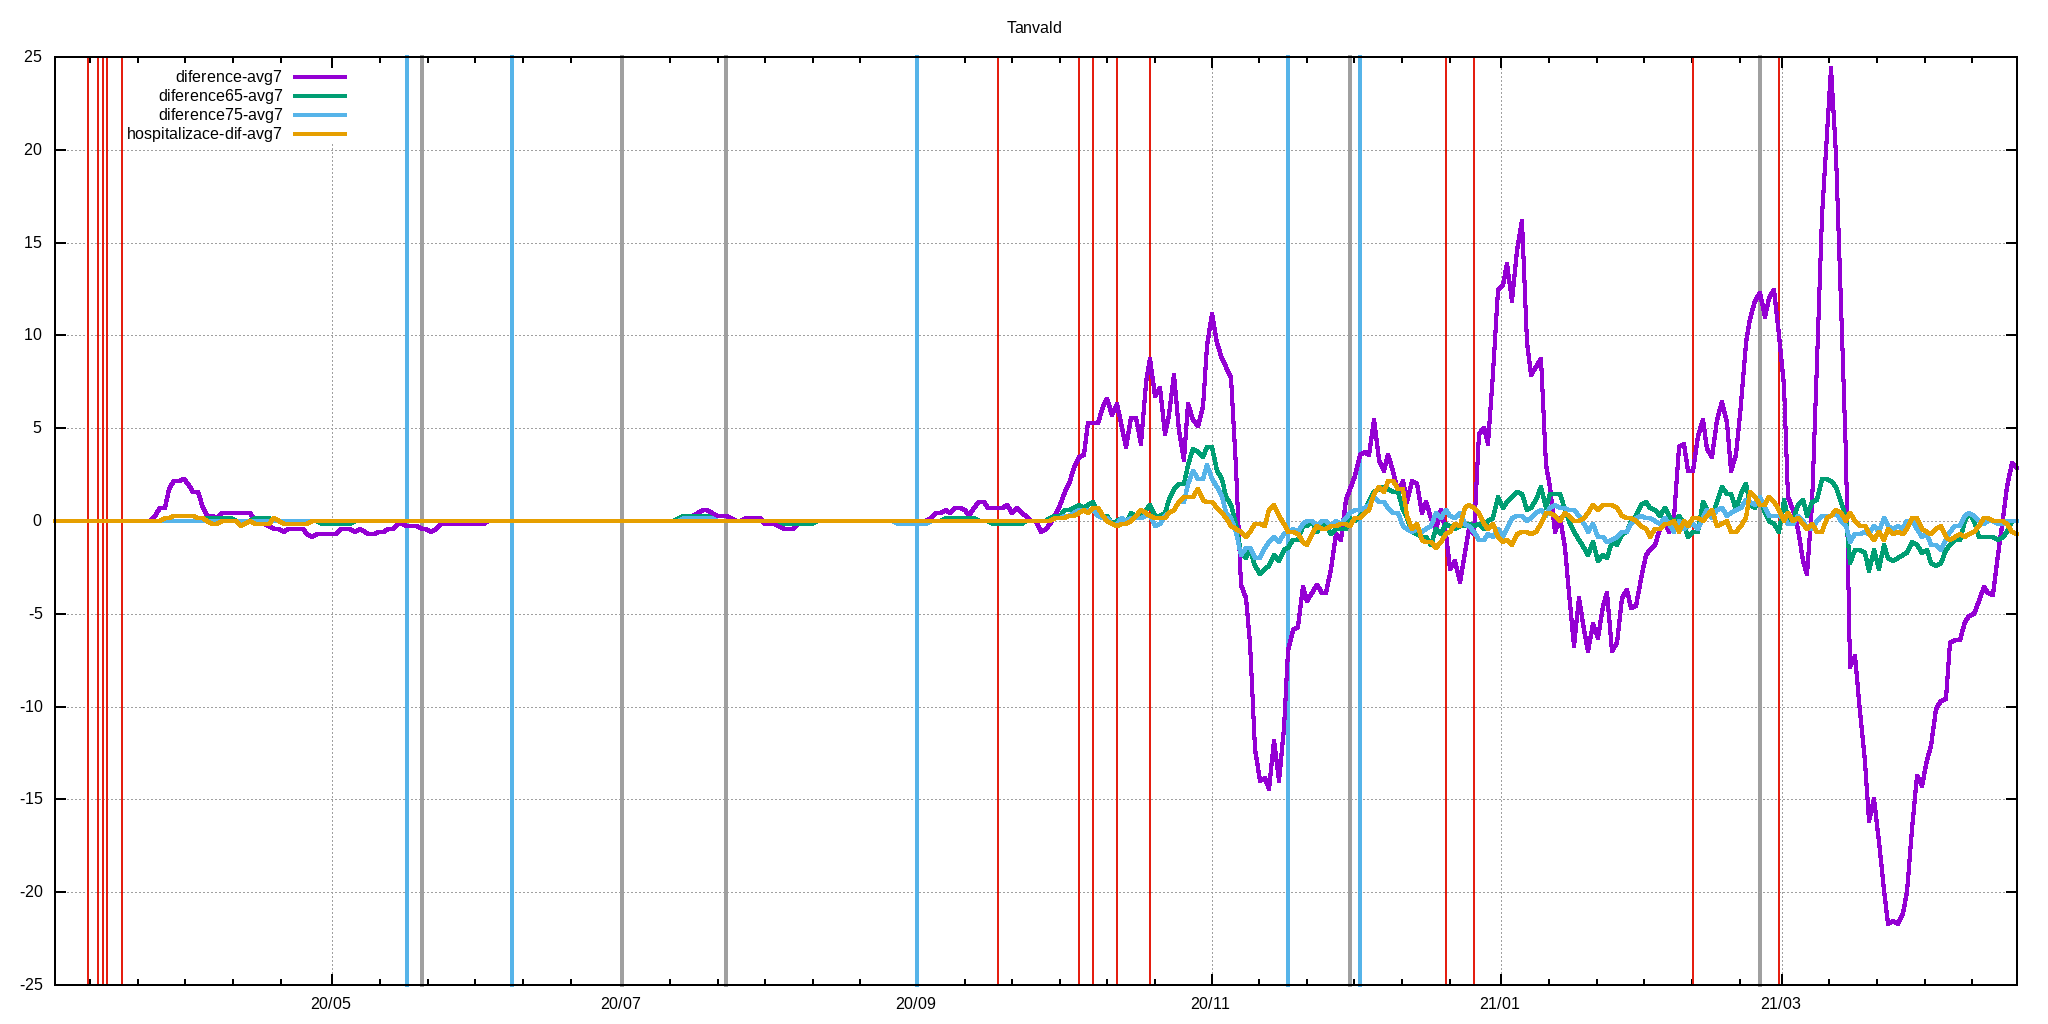 Tanvald
25
diference-avg7
diference65-avg7
diference75-avg7
hospitalizace-dif-avg7
20
15
10
5
0
-5
-10
-15
-20
-25
20/05 20/07 20/09 20/11 21/01 21/03